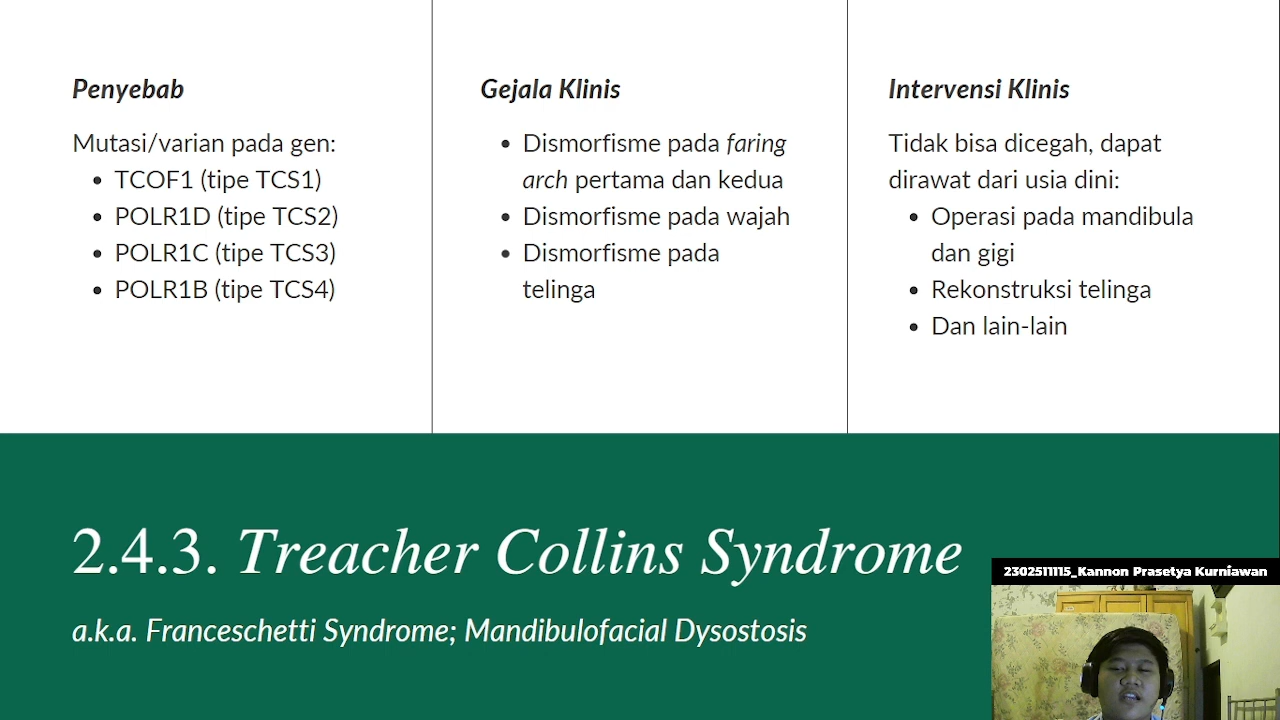 Penyebab
Mutasi/varian pada gen:
• TCOF1 (tipe TCS1)
• POLR1D (tipe TCS2)
• POLR1C (tipe TCS3)
• POLR1B (tipe TCS4)
Gejala Klinis
• Dismorfisme pada faring
arch pertama dan kedua
• Dismorfisme pada wajah
• Dismorfisme pada
telinga
Intervensi Klinis
Tidak bisa dicegah, dapat
dirawat dari usia dini:
• Operasi pada mandibula
dan gigi
• Rekonstruksi telinga
• Dan lain-lain
2.4.3. Treacher Collins Syndrome
a.k.a. Franceschetti Syndrome; Mandibulofacial Dysostosis
2302511115_Kannon Prasetya Kurniawan